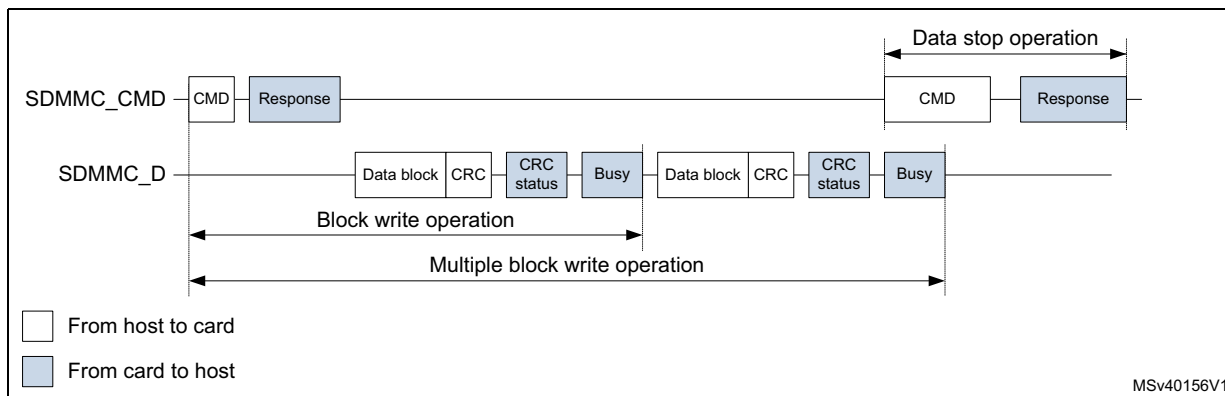 Data stop operation
SDMMC_CMD CMD Response CMD Response
SDMMC_D Data block CRC CRC status Busy Data block CRC CRC status Busy
Block write operation
Multiple block write operation
From host to card
From card to host
MSv40156V1